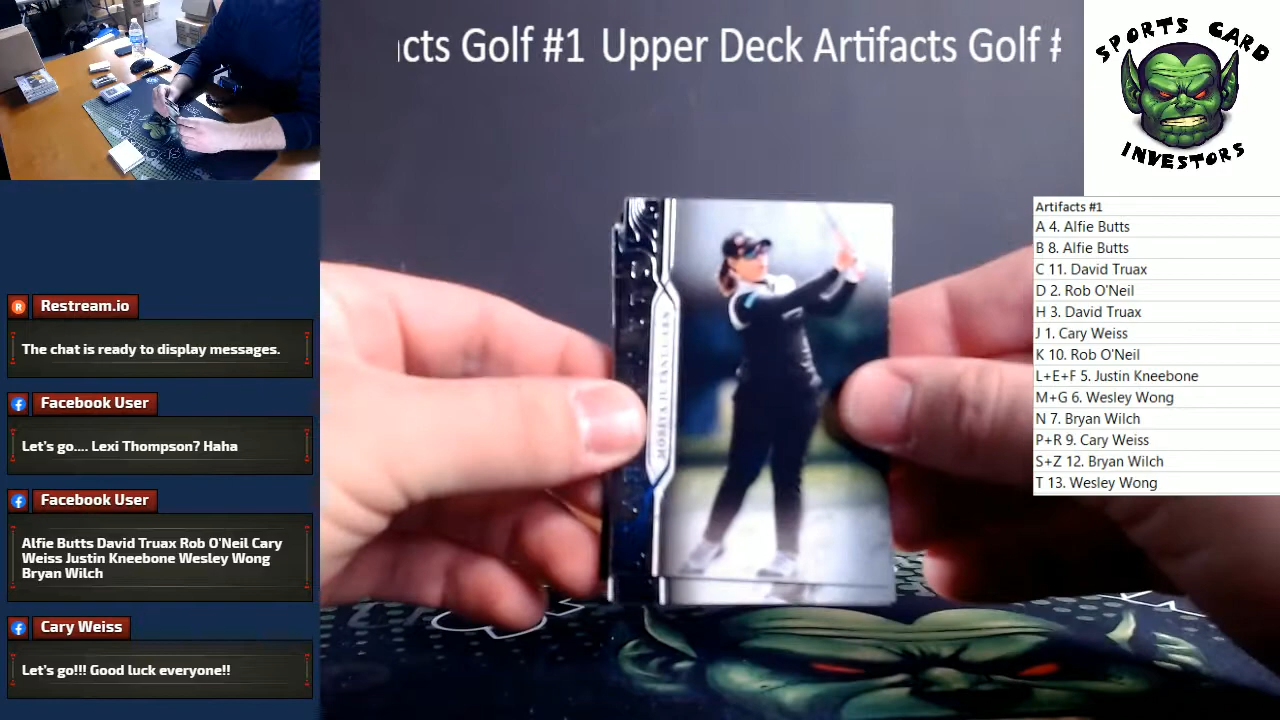 acts Golf #1 Upper Deck Artifacts Golf #
SPORTS CARD
INVESTORS
Artifacts #1
A 4. Alfie Butts
B 8. Alfie Butts
C 11. David Truax
D 2. Rob O'Neil
H 3. David Truax
J 1. Cary Weiss
K 10. Rob O'Neil
L+E+F 5. Justin Kneebone
M+G 6. Wesley Wong
N 7. Bryan Wilch
P+R 9. Cary Weiss
S+Z 12. Bryan Wilch
T 13. Wesley Wong
Restream.io
The chat is ready to display messages.
Facebook User
Let's go.... Lexi Thompson? Haha
Facebook User
Alfie Butts David Truax Rob O'Neil Cary
Weiss Justin Kneebone Wesley Wong
Bryan Wilch
Cary Weiss
Let's go!!! Good luck everyone!!
MORIYA JUTANUGARN